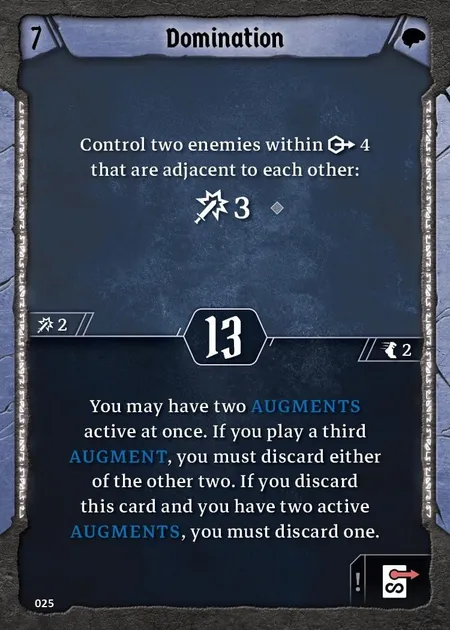 7 Domination
Control two enemies within 4
that are adjacent to each other:
3
2
13
2
You may have two AUGMENTS
active at once. If you play a third
AUGMENT, you must discard either
of the other two. If you discard
this card and you have two active
AUGMENTS, you must discard one.
!
025